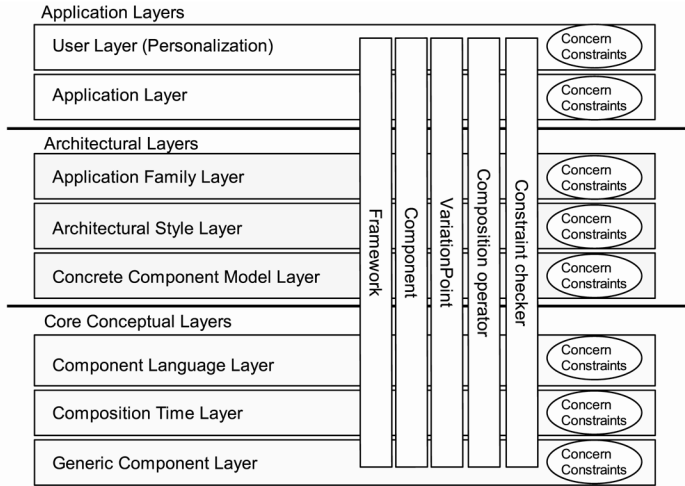 Application Layers
User Layer (Personalization)
Concern
Constraints
Application Layer
Concern
Constraints
Architectural Layers
Application Family Layer
Concern
Constraints
Architectural Style Layer
Concern
Constraints
Concrete Component Model Layer
Concern
Constraints
Framework
Component
VariationPoint
Composition operator
Constraint checker
Core Conceptual Layers
Component Language Layer
Concern
Constraints
Composition Time Layer
Concern
Constraints
Generic Component Layer
Concern
Constraints